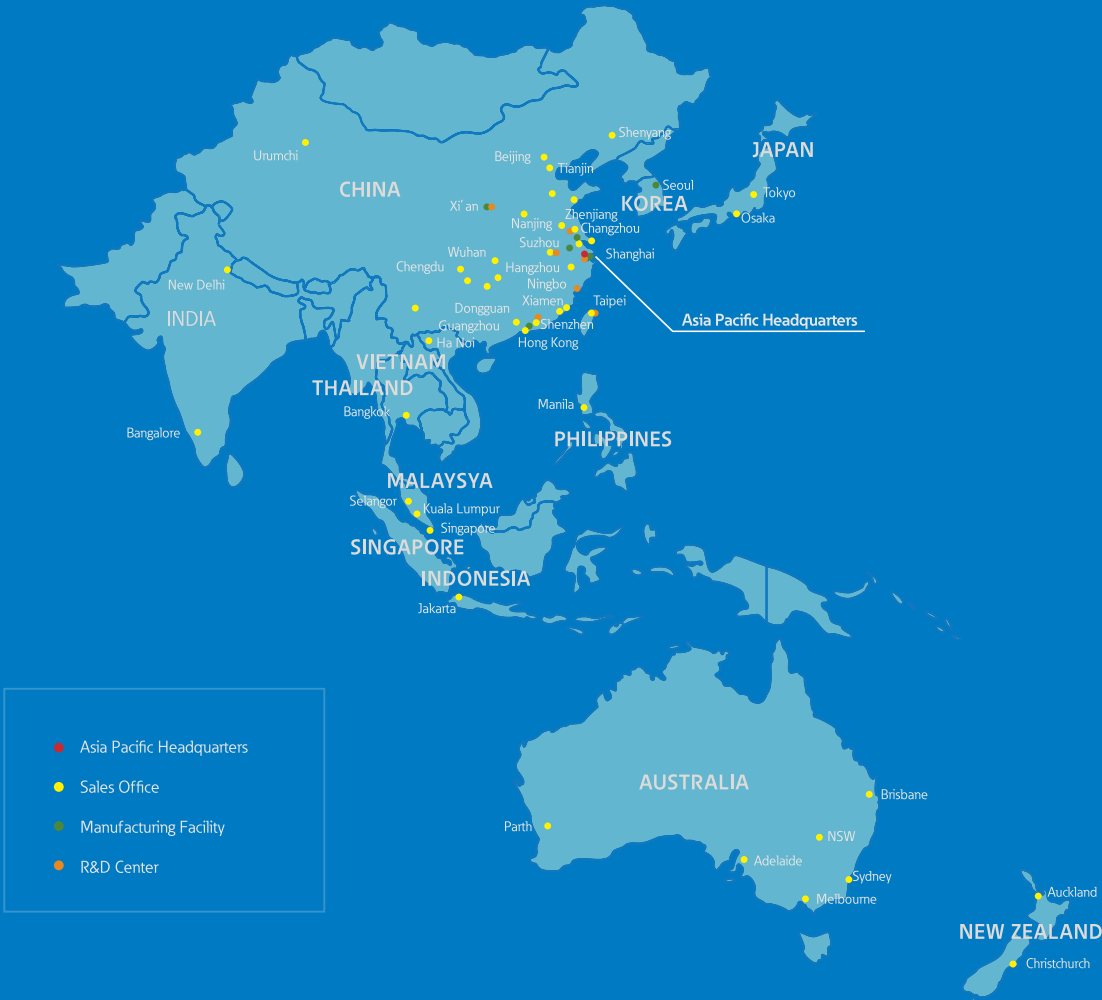 Shenyang
JAPAN
Urumchi
Beijing
Tianjin
CHINA
Seoul
Tokyo
KOREA
Xi' an
Zhenjiang
Osaka
Nanjing
Changzhou
Suzhou
Wuhan
Shanghai
Chengdu
Hangzhou
New Delhi
Ningbo
Xiamen
Taipei
Dongguan
INDIA
Asia Pacific Headquarters
Guangzhou
Shenzhen
Ha Noi
Hong Kong
VIETNAM
THAILAND
Manila
Bangkok
Bangalore
PHILIPPINES
MALAYSYA
Selangor
Kuala Lumpur
Singapore
SINGAPORE
INDONESIA
Jakarta
Asia Pacific Headquarters
Sales Office
Manufacturing Facility
R&D Center
AUSTRALIA
Brisbane
Parth
NSW
Adelaide
Sydney
Melbourne
Auckland
NEW ZEALAND
Christchurch